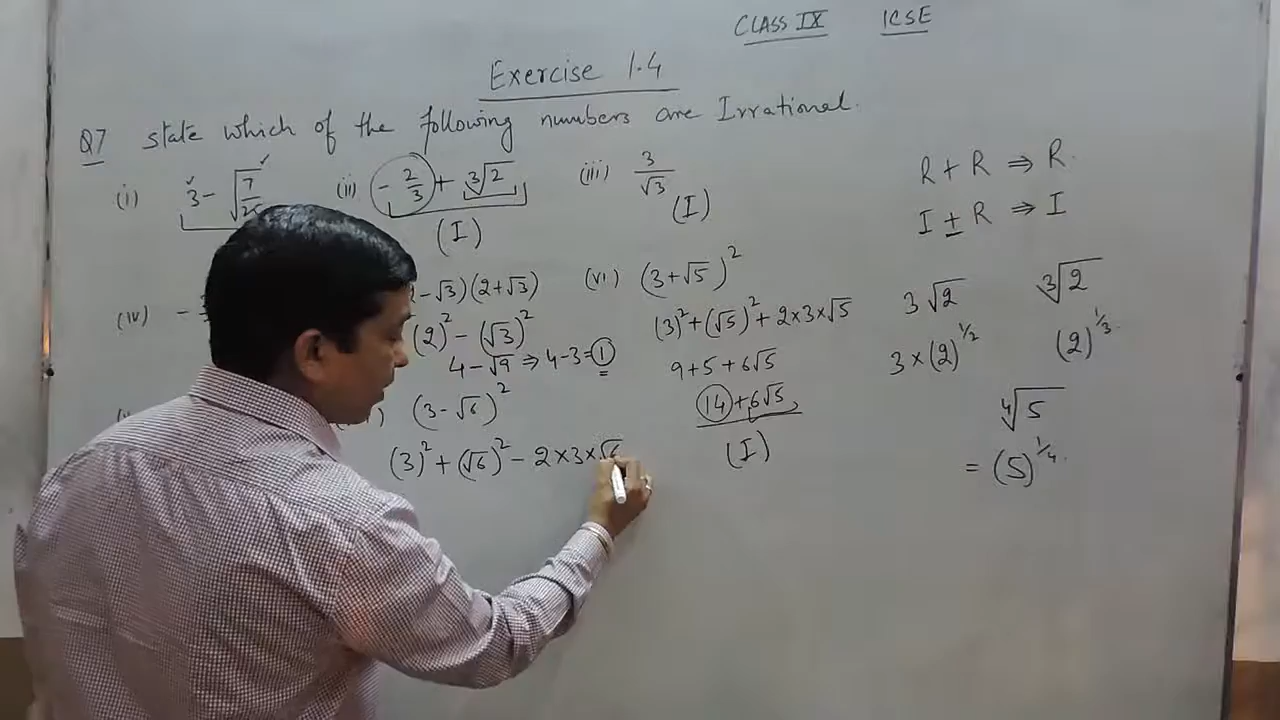 CLASS IX ICSE
Exercise 1.4
Q7 state which of the following numbers are Irrational.
(i) 3 - √7
(ii) -2/3 + ∛2
(I)
(iii) 3/√3
(I)
R + R ⇒ R
I ± R ⇒ I
(iv) -
- √3)(2+√3)
(2)² - (√3)²
4 - √9 ⇒ 4-3 = 1
(vi) (3+√5)²
(3)² + (√5)² + 2×3×√5
9 + 5 + 6√5
14 + 6√5
(I)
) (3-√6)²
(3)² + (√6)² - 2×3×√6
3√2
3×(2)^1/2
∛2
(2)^1/3.
∜5
= (5)^1/4.